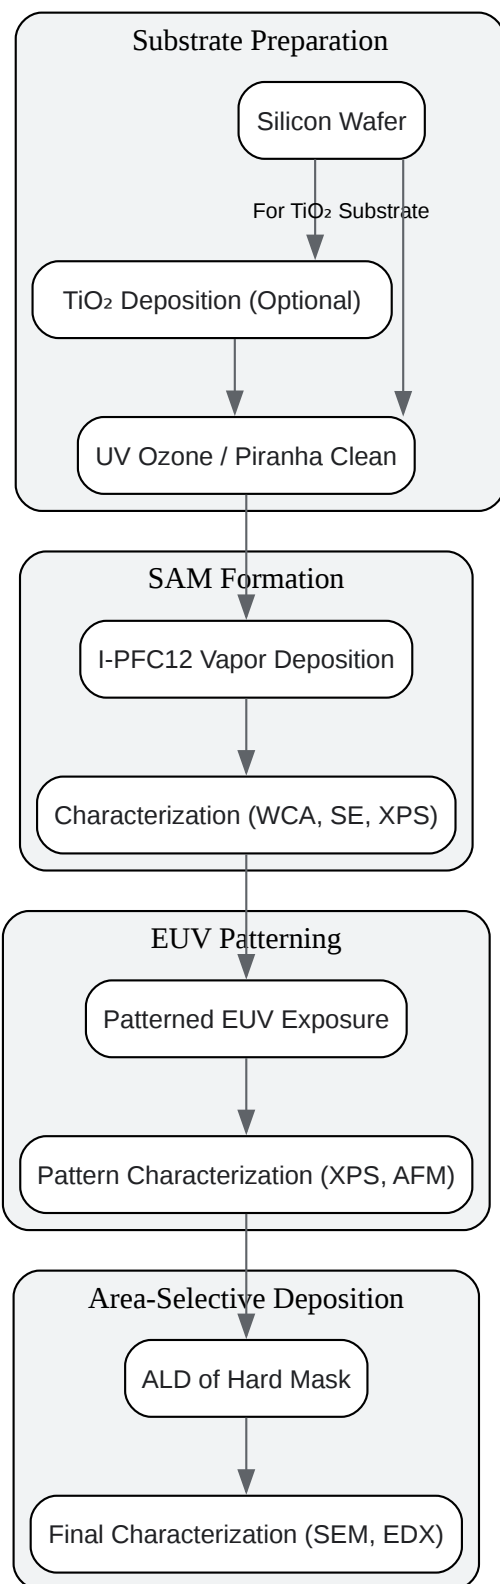 Substrate Preparation
Silicon Wafer
For TiO₂ Substrate
TiO₂ Deposition (Optional)
UV Ozone / Piranha Clean
SAM Formation
I-PFC12 Vapor Deposition
Characterization (WCA, SE, XPS)
EUV Patterning
Patterned EUV Exposure
Pattern Characterization (XPS, AFM)
Area-Selective Deposition
ALD of Hard Mask
Final Characterization (SEM, EDX)